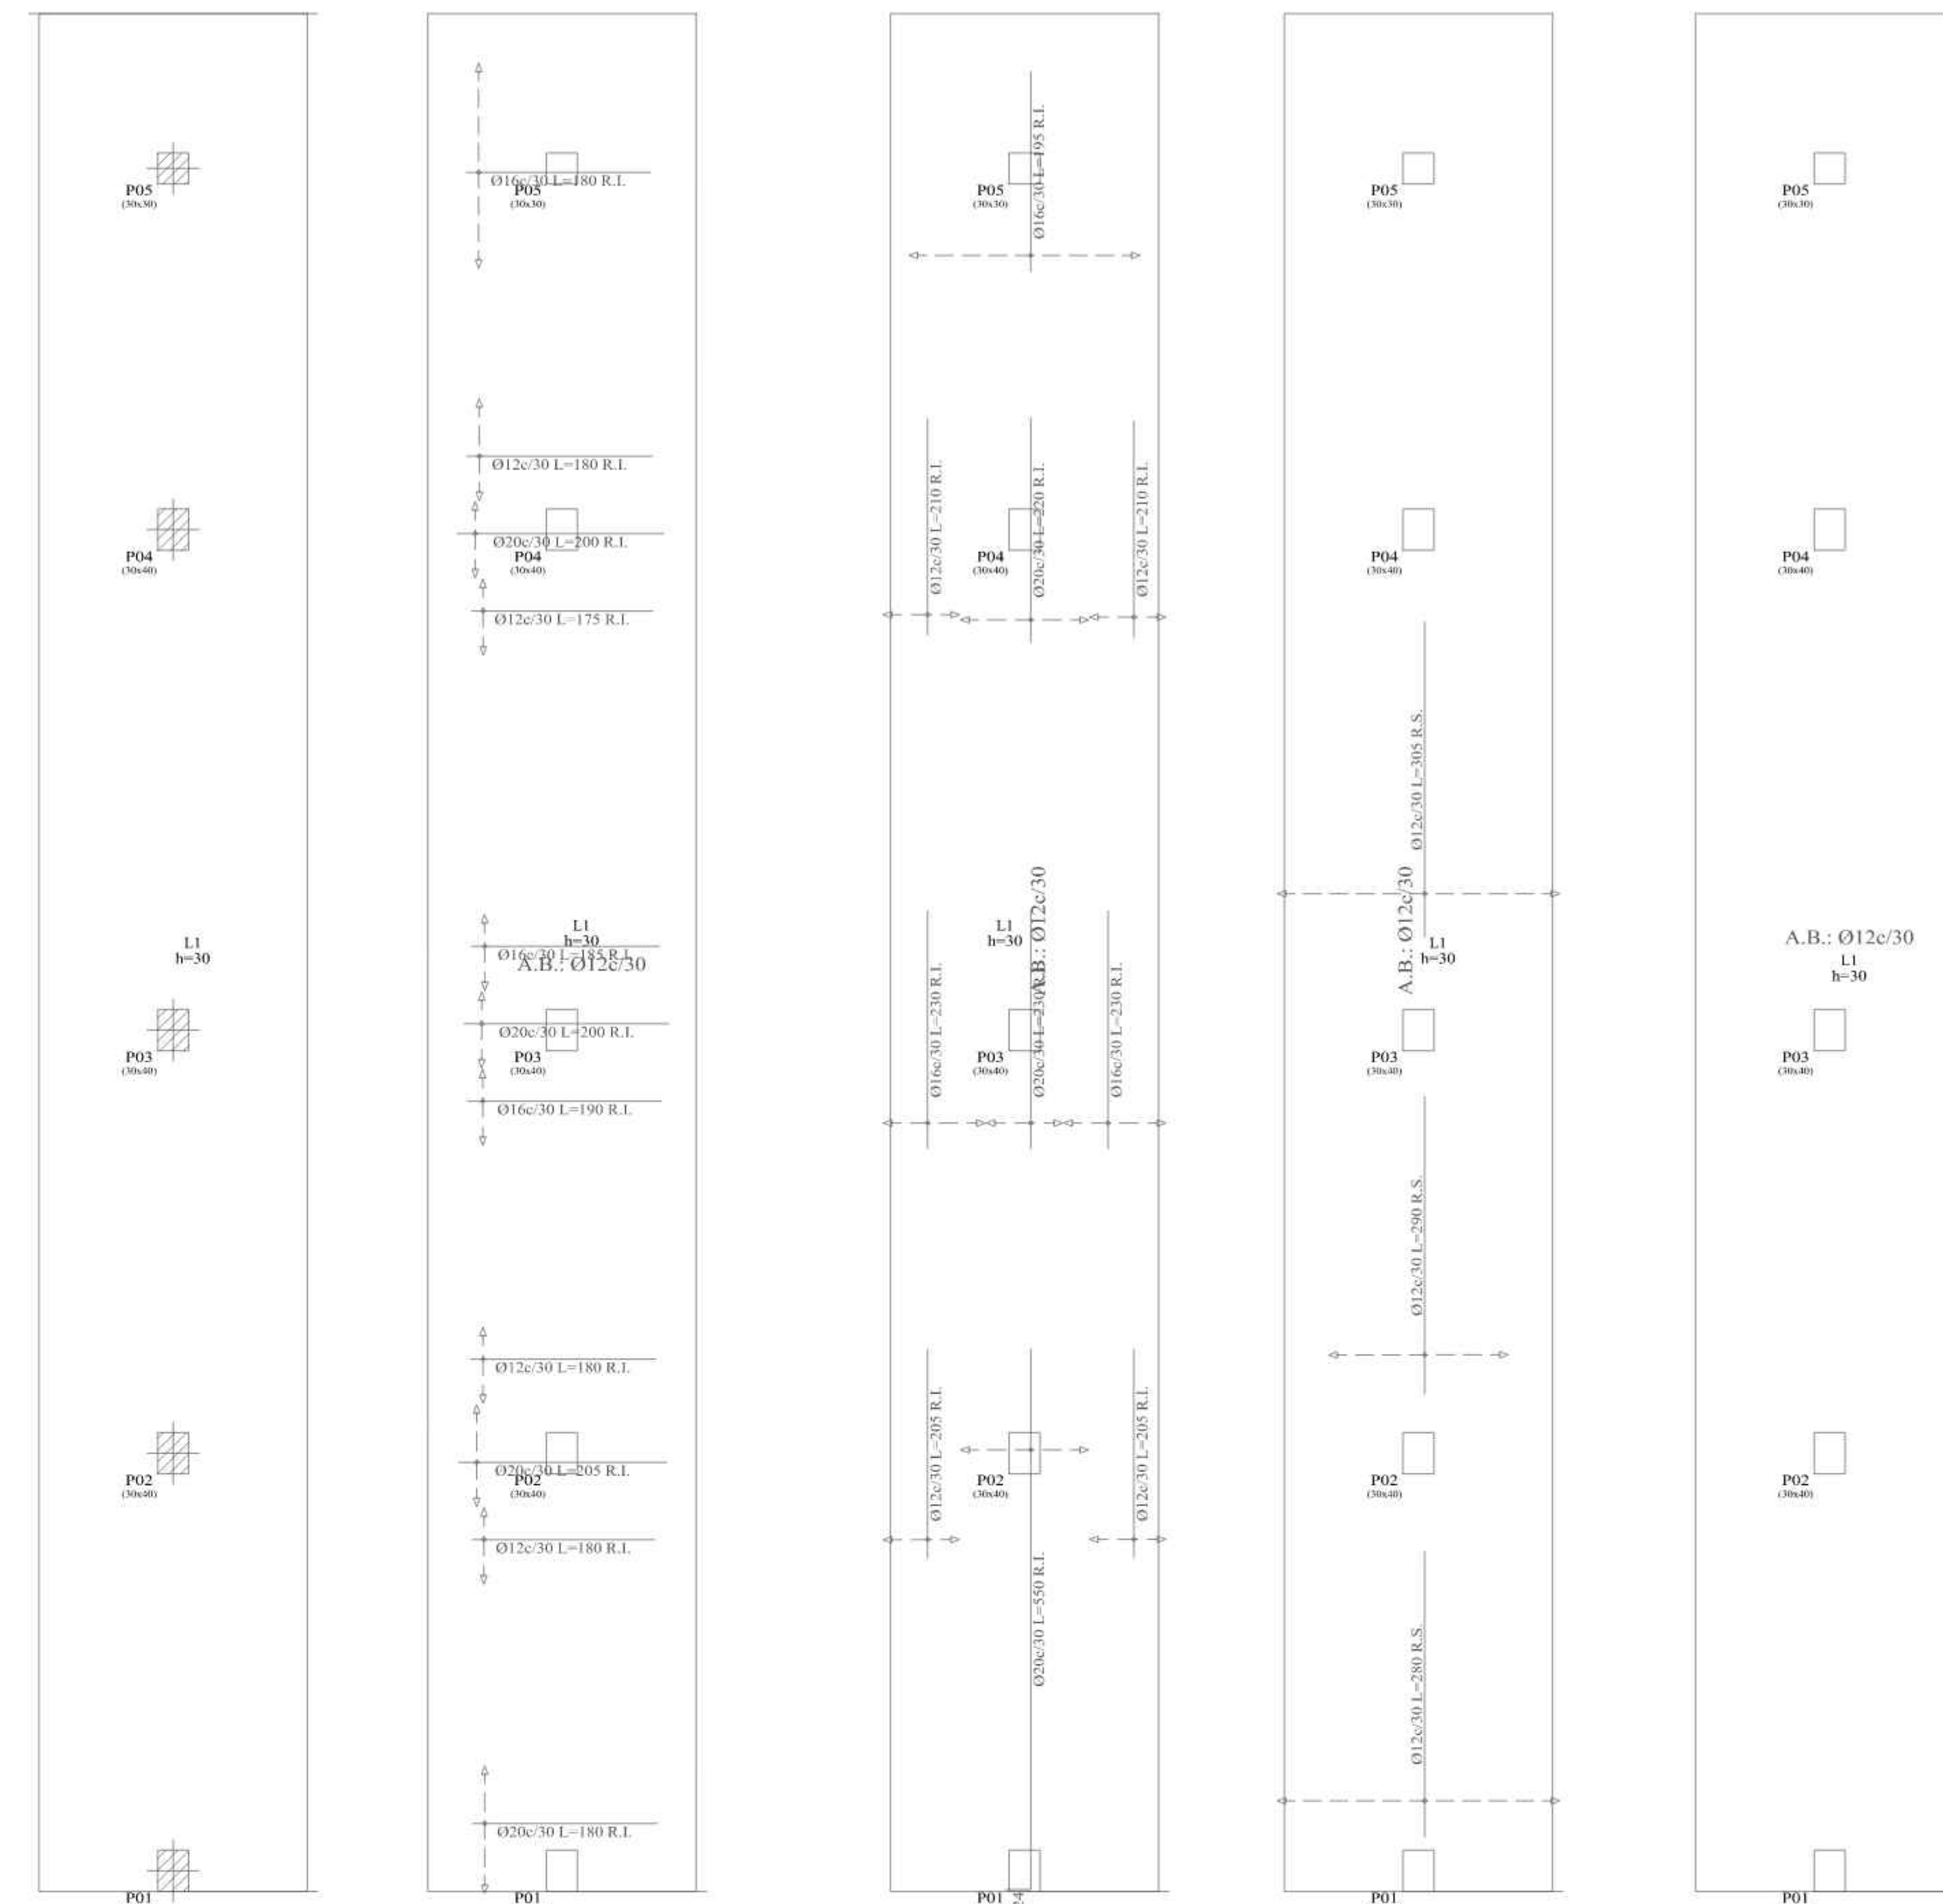 P05
(30x30)
P04
(30x40)
L1
h=30
P03
(30x40)
P02
(30x40)
P01
Ø16c/30 L=180 R.I.
P05
(30x30)
Ø12c/30 L=180 R.I.
Ø20c/30 L=200 R.I.
P04
(30x40)
Ø12c/30 L=175 R.I.
L1
h=30
Ø16c/30 L=185 R.I.
A.B.: Ø12c/30
Ø20c/30 L=200 R.I.
P03
(30x40)
Ø16c/30 L=190 R.I.
Ø12c/30 L=180 R.I.
Ø20c/30 L=205 R.I.
P02
(30x40)
Ø12c/30 L=180 R.I.
Ø20c/30 L=180 R.I.
P01
Ø16c/30 L=195 R.I.
P05
(30x30)
Ø12c/30 L=210 R.I.
Ø20c/30 L=220 R.I.
Ø12c/30 L=210 R.I.
P04
(30x40)
A.B.: Ø12c/30
L1
h=30
Ø16c/30 L=230 R.I.
Ø20c/30 L=230 R.I.
Ø16c/30 L=230 R.I.
P03
(30x40)
Ø12c/30 L=205 R.I.
Ø12c/30 L=205 R.I.
P02
(30x40)
Ø20c/30 L=550 R.I.
P01
P05
(30x30)
P04
(30x40)
Ø12c/30 L=305 R.S.
A.B.: Ø12c/30
L1
h=30
P03
(30x40)
Ø12c/30 L=290 R.S.
P02
(30x40)
Ø12c/30 L=280 R.S.
P01
P05
(30x30)
P04
(30x40)
A.B.: Ø12c/30
L1
h=30
P03
(30x40)
P02
(30x40)
P01